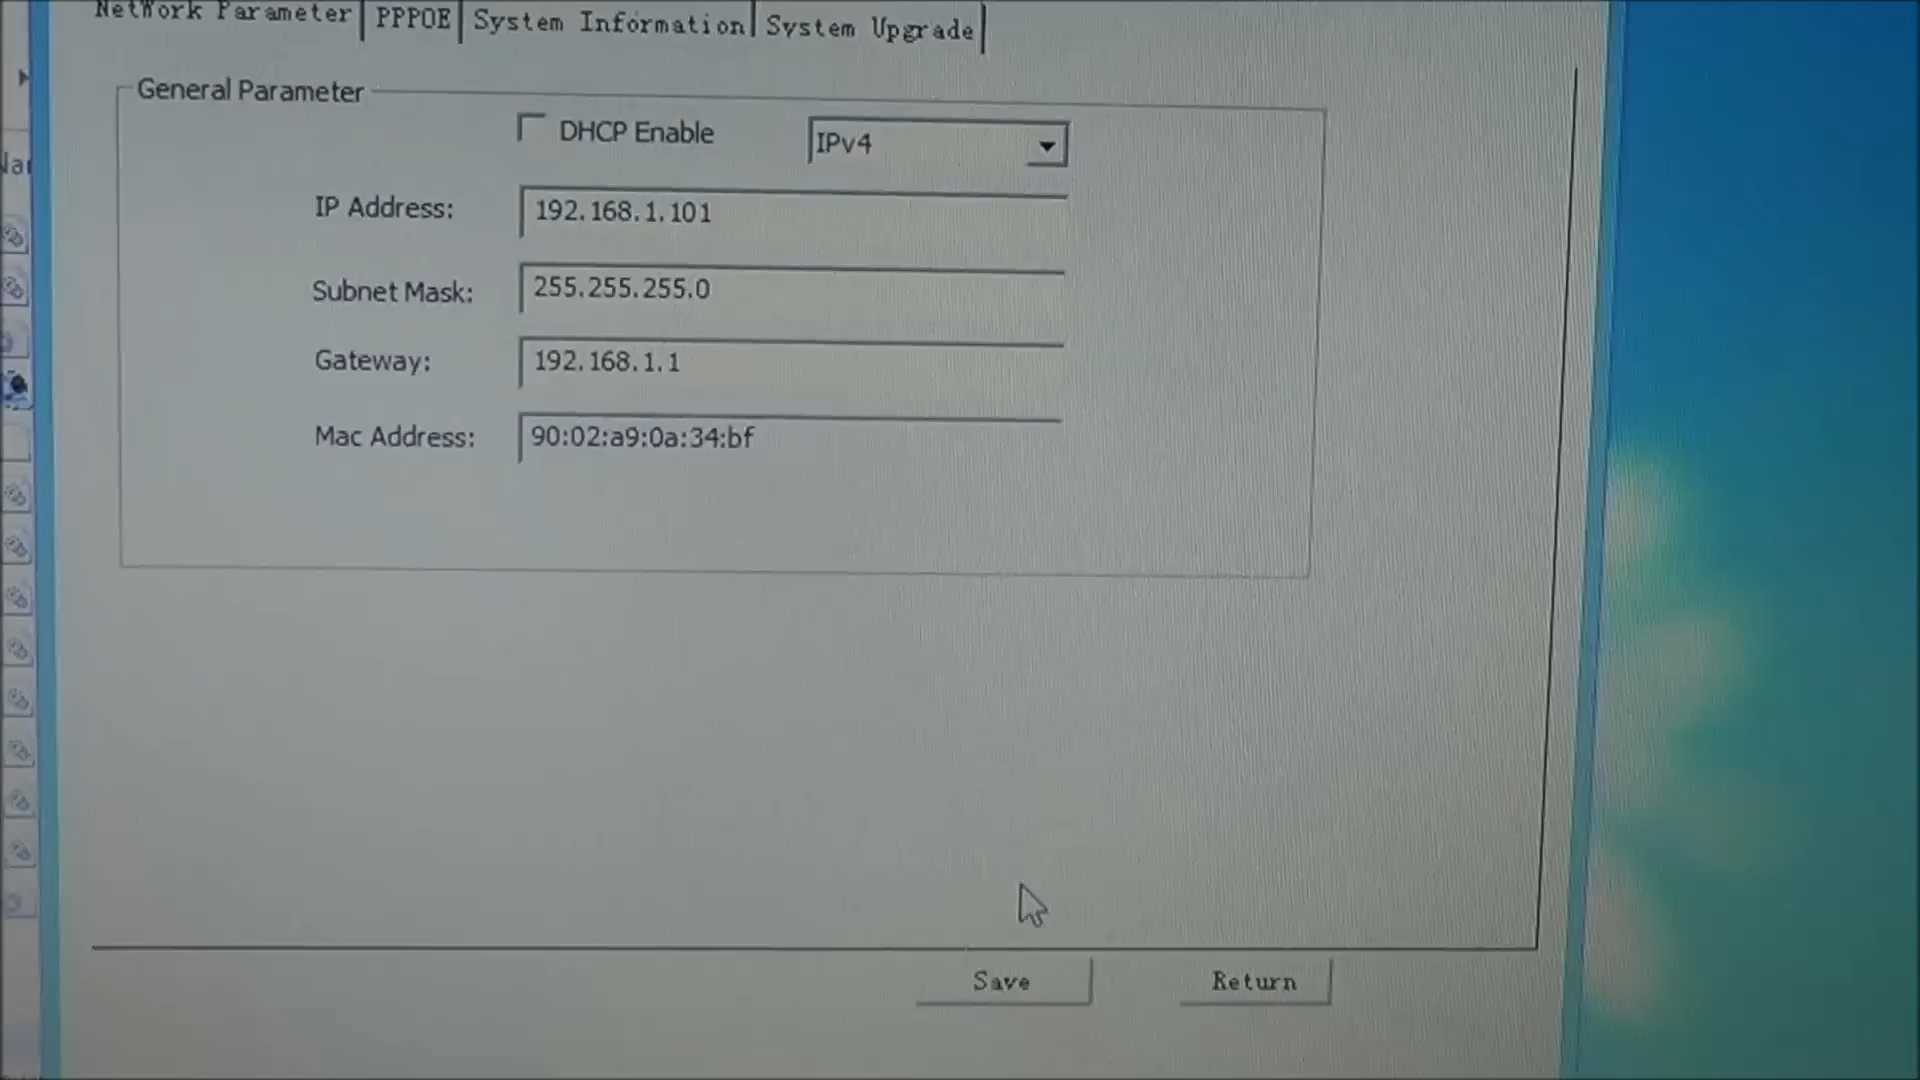 NetWork Parameter PPPOE System Information System Upgrade
General Parameter
DHCP Enable IPv4
IP Address: 192.168.1.101
Subnet Mask: 255.255.255.0
Gateway: 192.168.1.1
Mac Address: 90:02:a9:0a:34:bf
Save Return